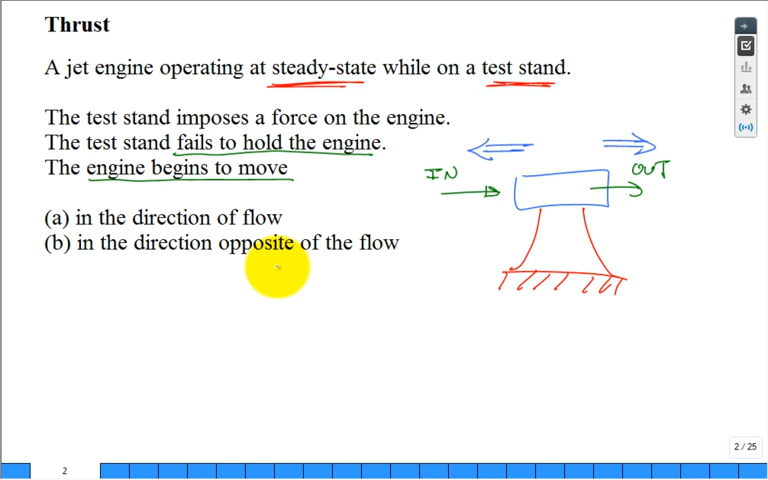 Thrust
A jet engine operating at steady-state while on a test stand.
The test stand imposes a force on the engine.
The test stand fails to hold the engine.
The engine begins to move
IN
OUT
(a) in the direction of flow
(b) in the direction opposite of the flow
2 / 25
2